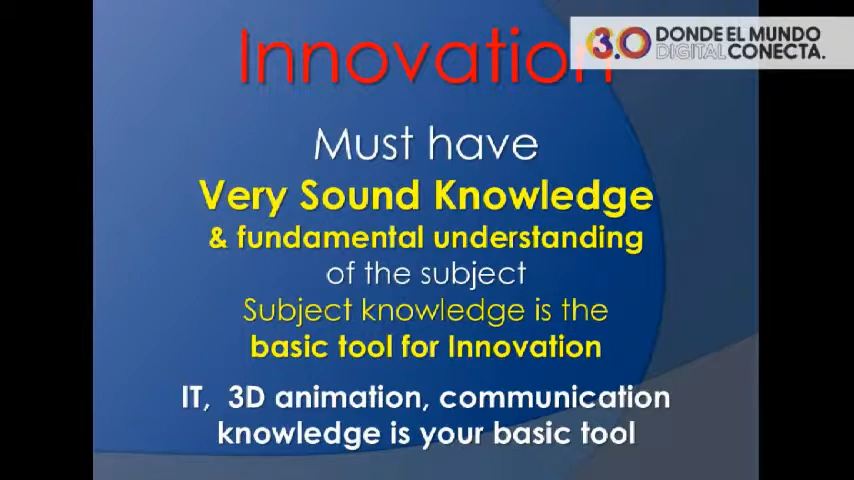 Innovation
3.0 DONDE EL MUNDO
DIGITAL CONECTA.
Must have
Very Sound Knowledge
& fundamental understanding
of the subject
Subject knowledge is the
basic tool for Innovation
IT, 3D animation, communication
knowledge is your basic tool